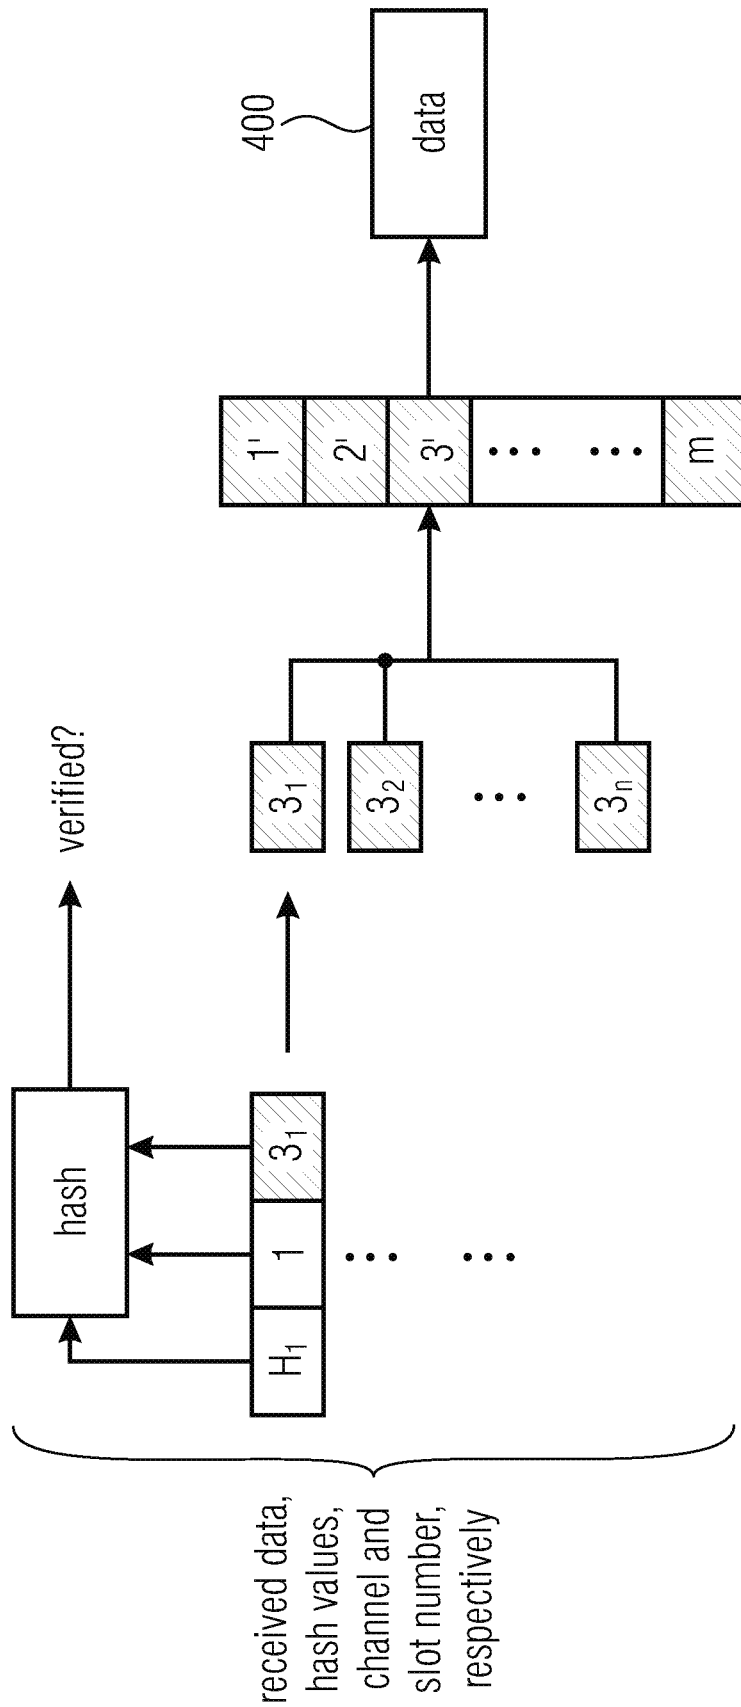 received data,
hash values,
channel and
slot number,
respectively
hash
verified?
H₁
1
3₁
• • •
• • •
3₁
3₂
• • •
3ₙ
1'
2'
3'
• • •
• • •
m
400
data